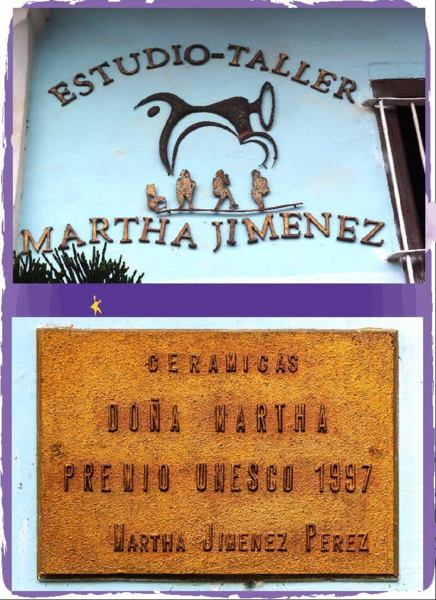 ESTUDIO-TALLER
MARTHA JIMENEZ
CERAMICAS
DOÑA MARTHA
PREMIO UNESCO 1997
MARTHA JIMENEZ PEREZ